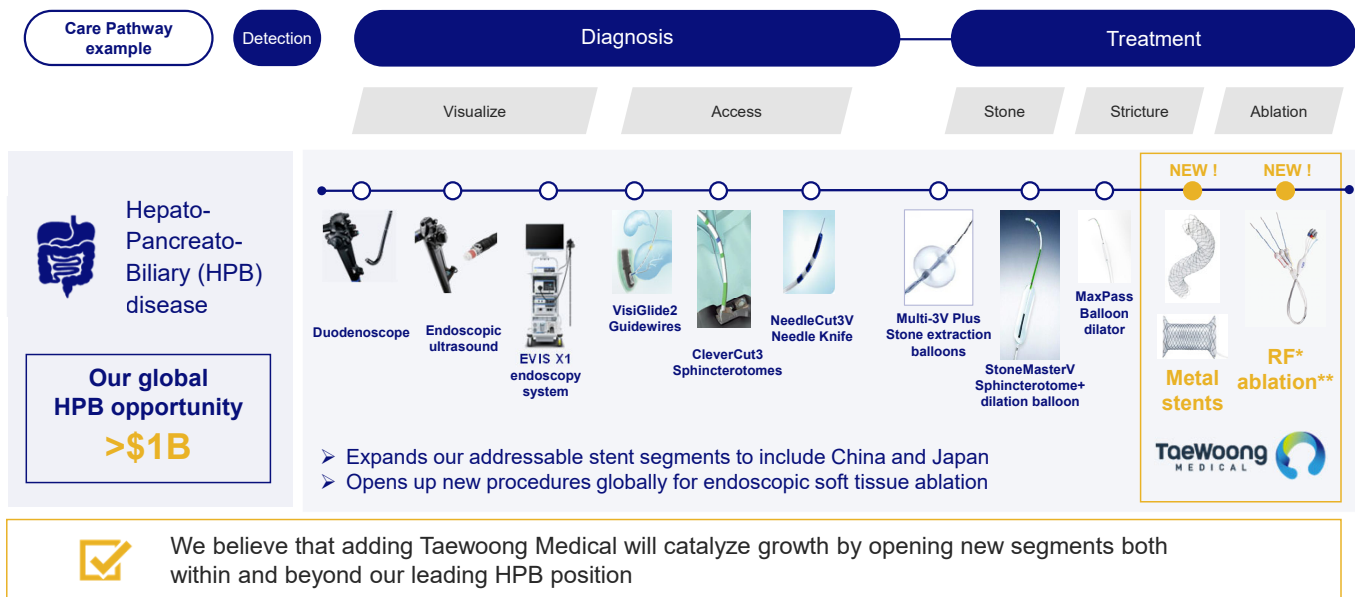 Care Pathway
example
Detection
Diagnosis
Treatment
Visualize
Access
Stone
Stricture
Ablation
Hepato-
Pancreato-
Biliary (HPB)
disease
Our global
HPB opportunity
>$1B
Duodenoscope
Endoscopic
ultrasound
EVIS X1
endoscopy
system
VisiGlide2
Guidewires
CleverCut3
Sphincterotomes
NeedleCut3V
Needle Knife
Multi-3V Plus
Stone extraction
balloons
StoneMasterV
Sphincterotome+
dilation balloon
MaxPass
Balloon
dilator
NEW !
Metal
stents
NEW !
RF*
ablation**
TaeWoong
MEDICAL
➢ Expands our addressable stent segments to include China and Japan
➢ Opens up new procedures globally for endoscopic soft tissue ablation
We believe that adding Taewoong Medical will catalyze growth by opening new segments both
within and beyond our leading HPB position